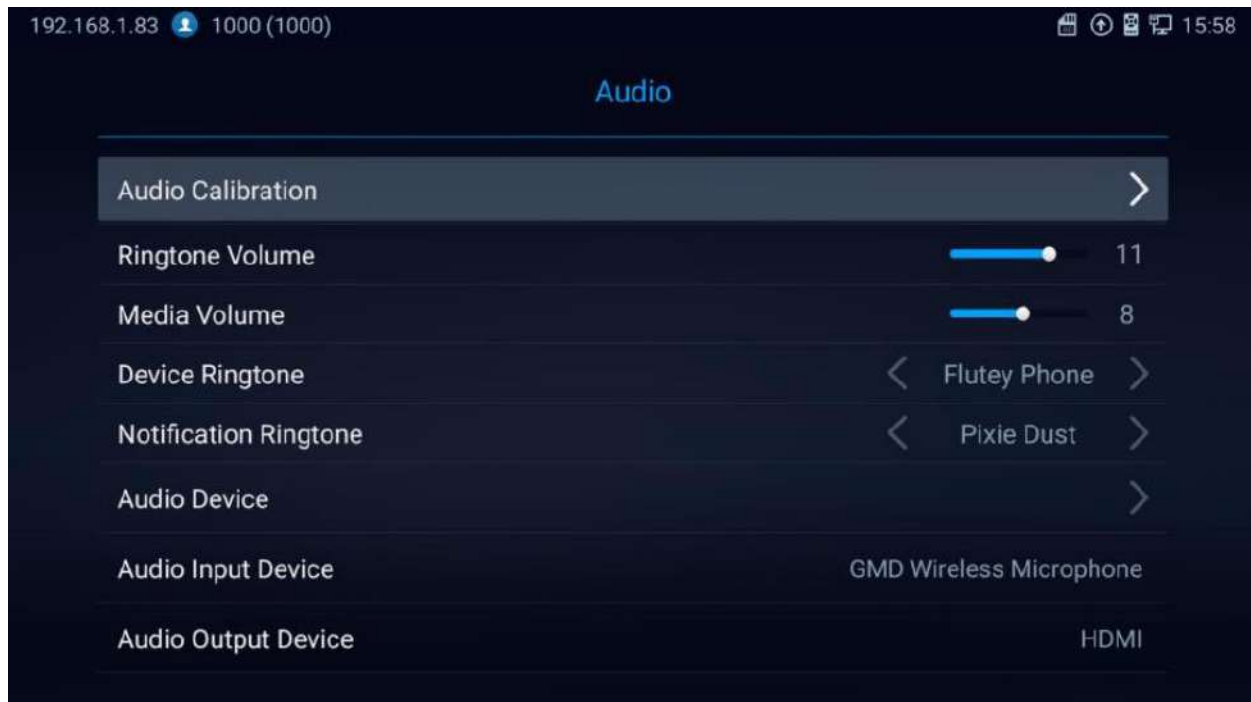 192.168.1.83 1000 (1000) 15:58
Audio
Audio Calibration
Ringtone Volume 11
Media Volume 8
Device Ringtone Flutey Phone
Notification Ringtone Pixie Dust
Audio Device
Audio Input Device GMD Wireless Microphone
Audio Output Device HDMI